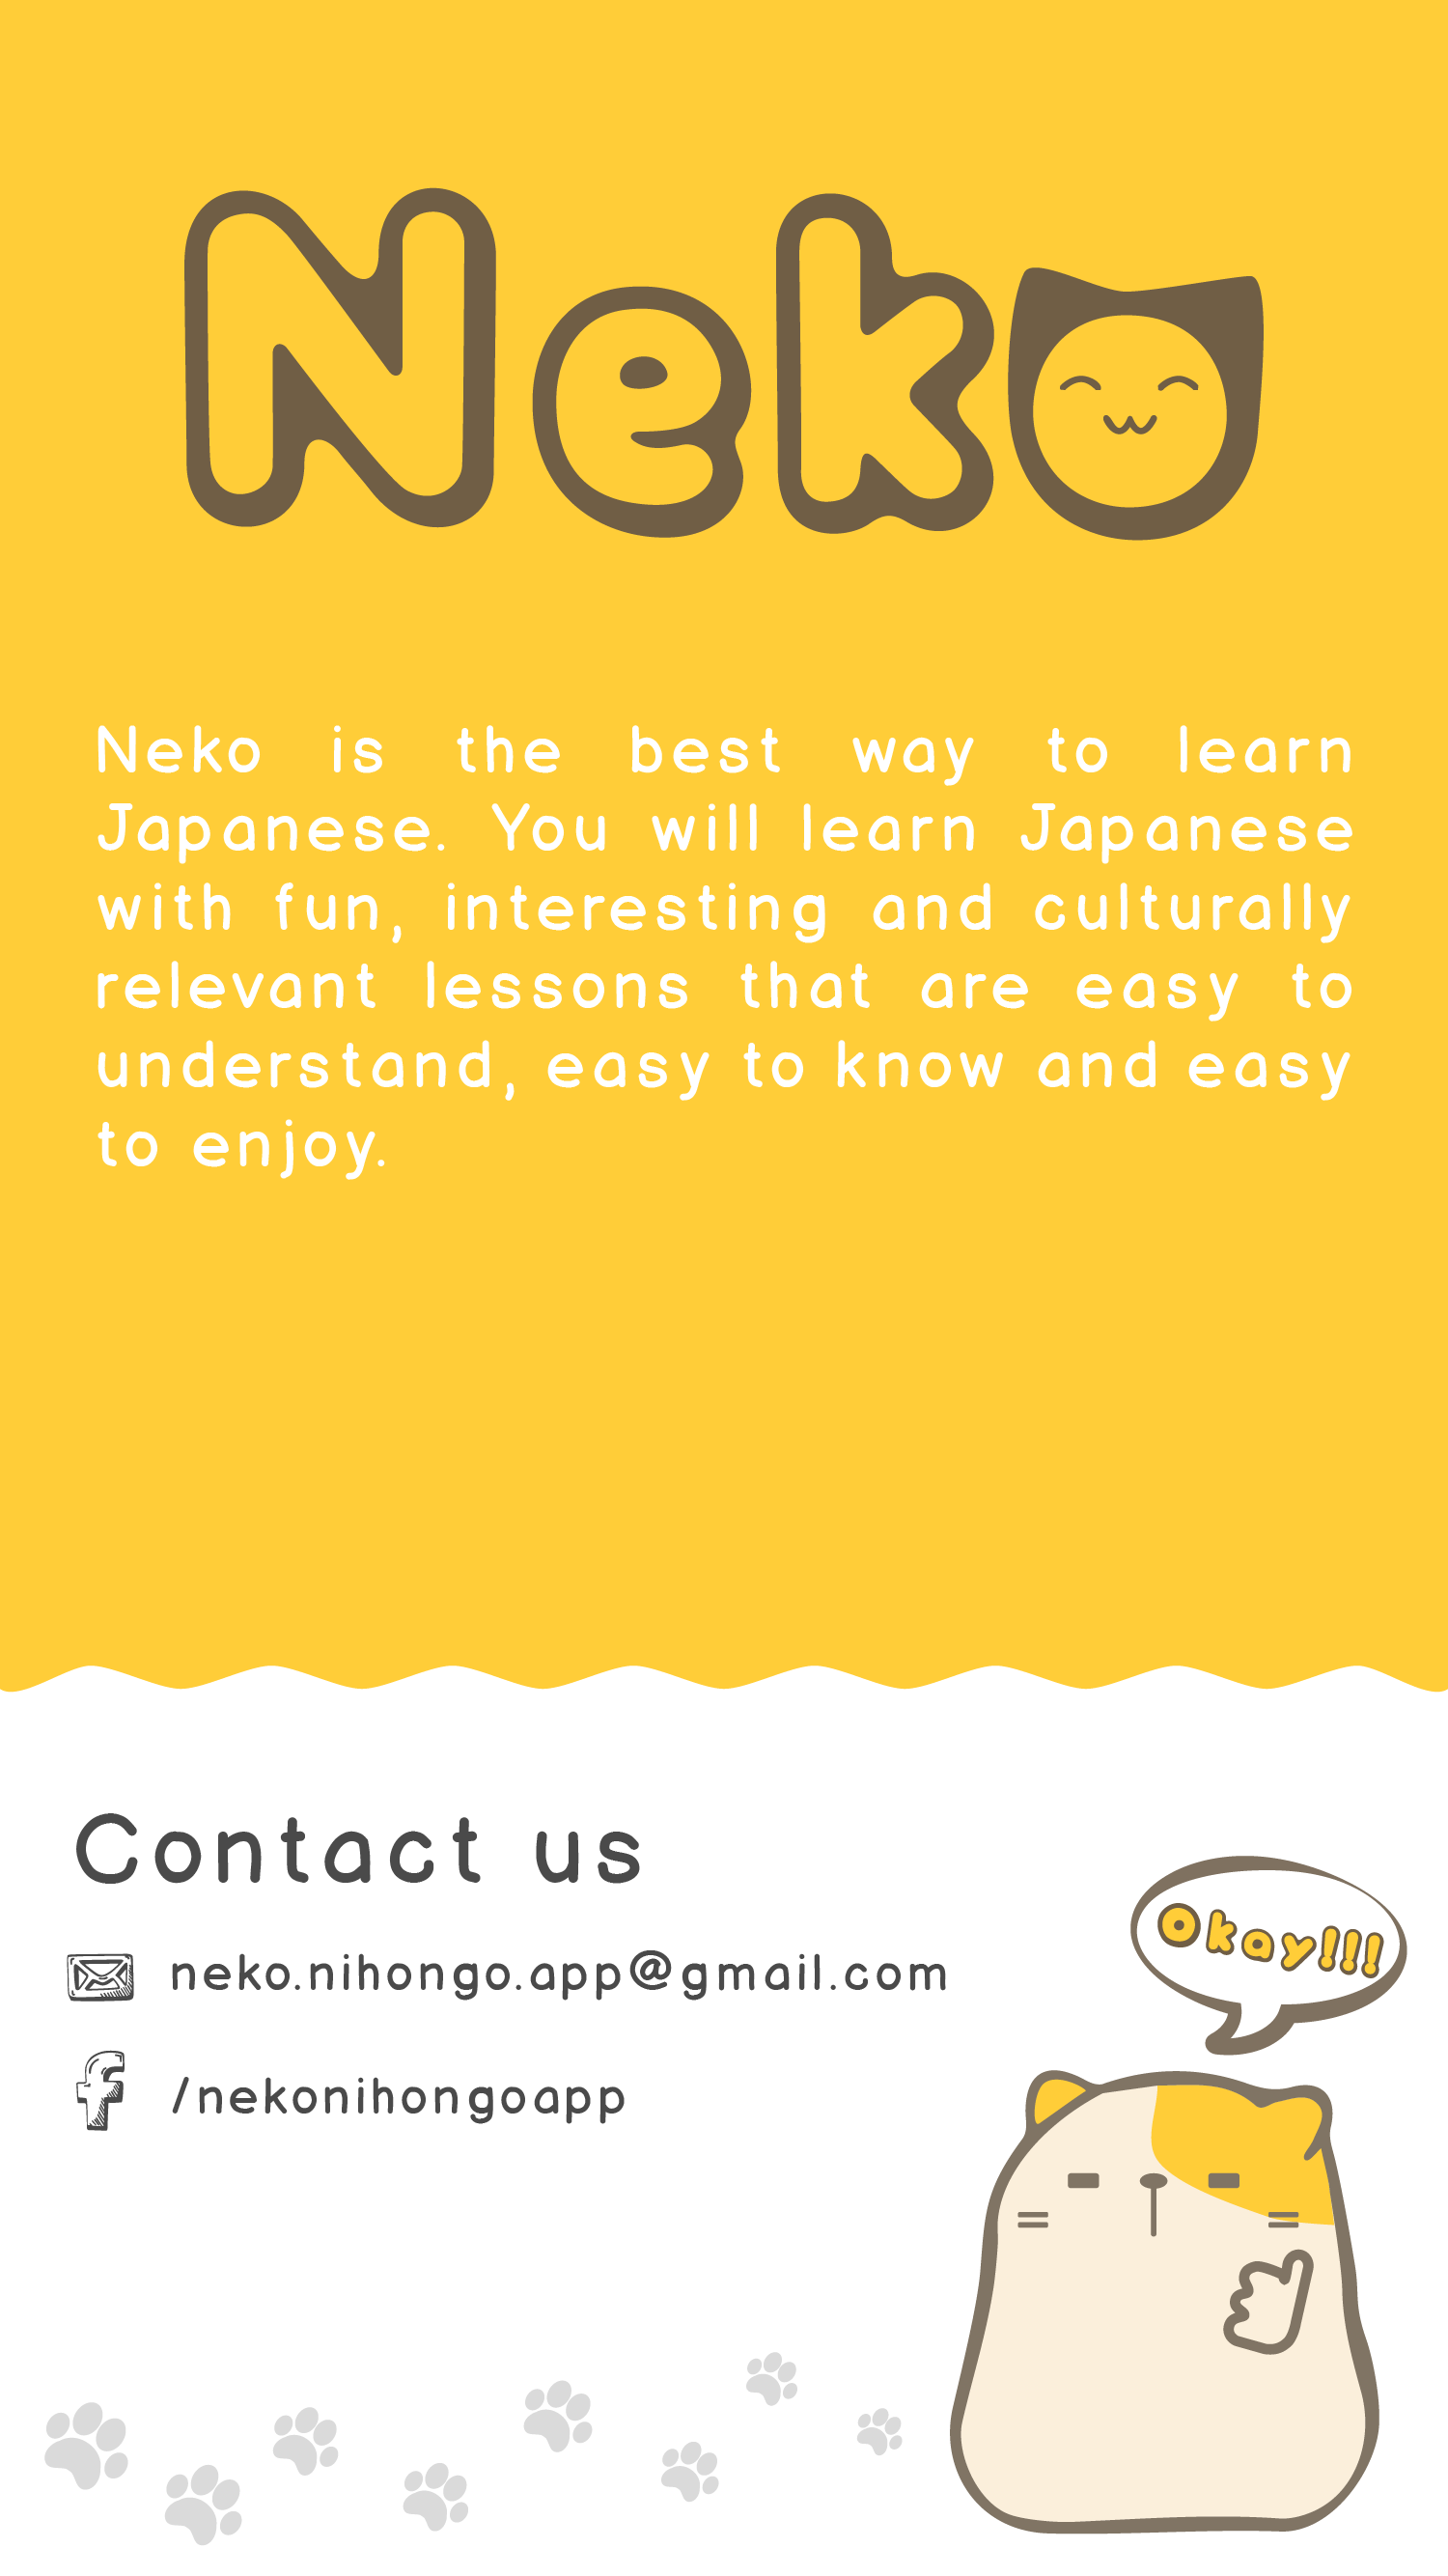 Neko
Neko is the best way to learn
Japanese. You will learn Japanese
with fun, interesting and culturally
relevant lessons that are easy to
understand, easy to know and easy
to enjoy.
Contact us
neko.nihongo.app@gmail.com
/nekonihongoapp
Okay!!!